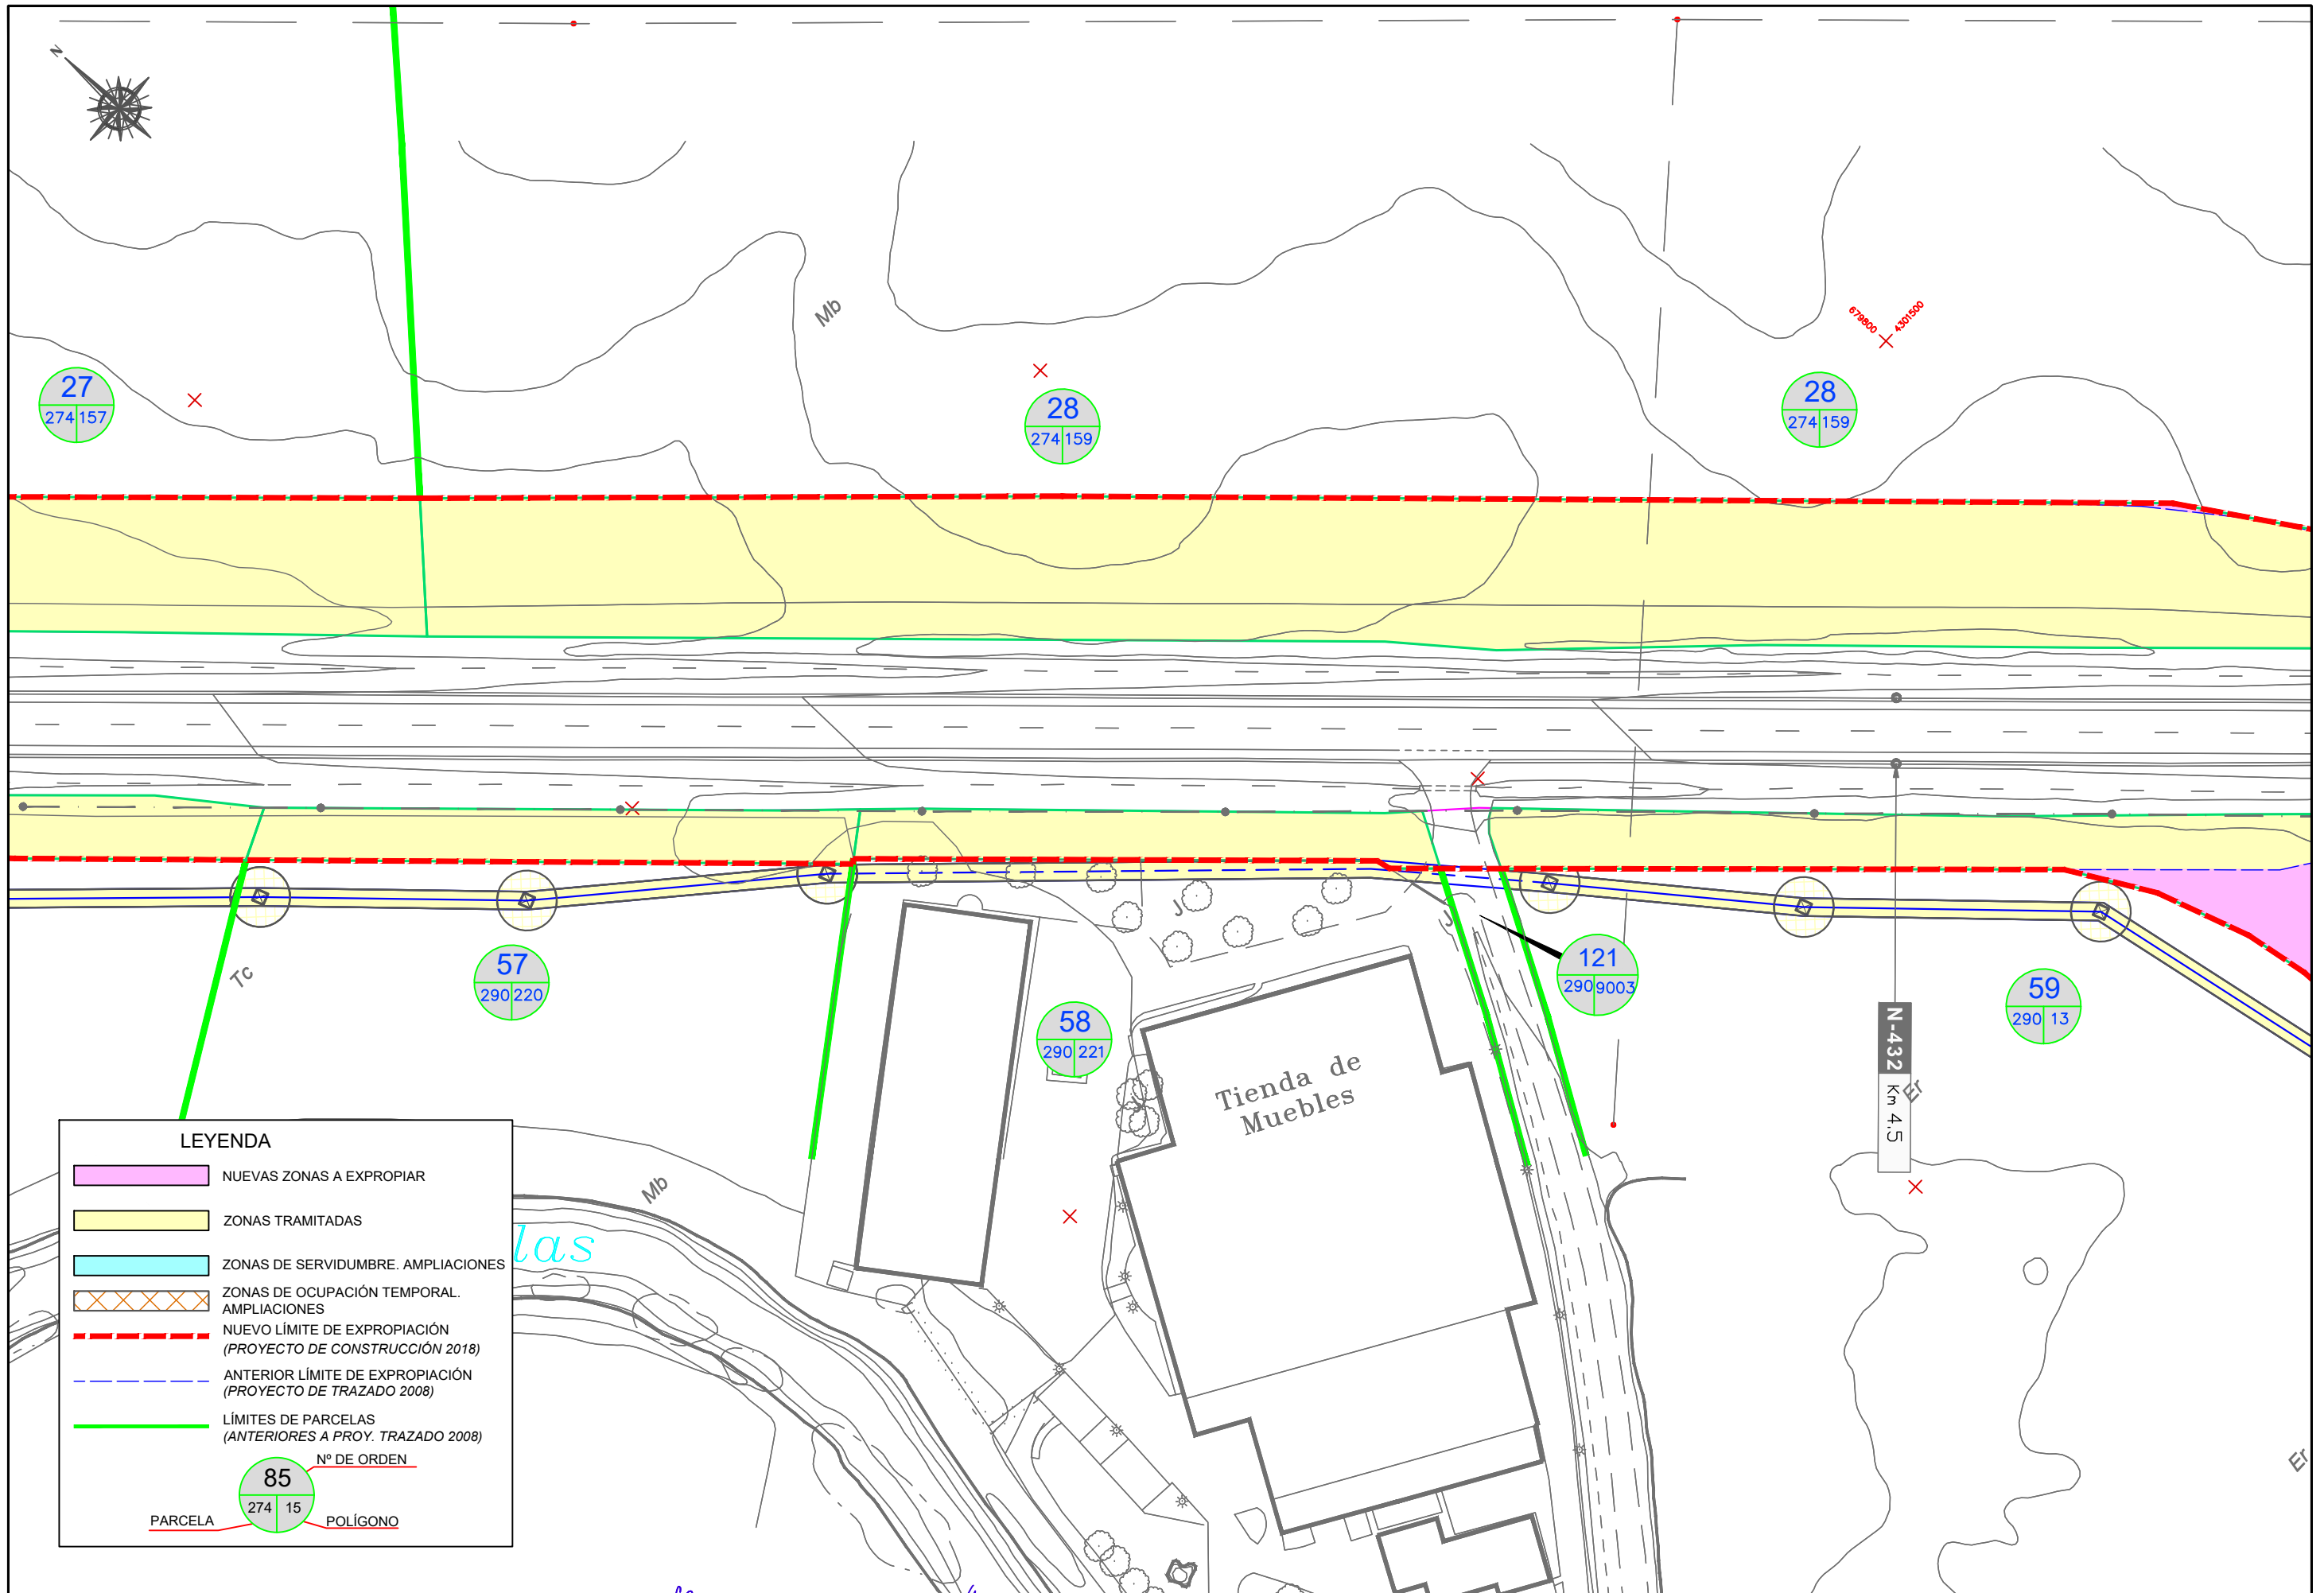 N
Mb
679800
4301500
27
274 157
28
274 159
28
274 159
Tc
57
290 220
J
J
58
290 221
121
290 9003
59
290 13
Tienda de
Muebles
N-432
Km 4,5
Er
Mb
las
Er
LEYENDA
NUEVAS ZONAS A EXPROPIAR
ZONAS TRAMITADAS
ZONAS DE SERVIDUMBRE. AMPLIACIONES
ZONAS DE OCUPACIÓN TEMPORAL.
AMPLIACIONES
NUEVO LÍMITE DE EXPROPIACIÓN
(PROYECTO DE CONSTRUCCIÓN 2018)
ANTERIOR LÍMITE DE EXPROPIACIÓN
(PROYECTO DE TRAZADO 2008)
LÍMITES DE PARCELAS
(ANTERIORES A PROY. TRAZADO 2008)
Nº DE ORDEN
85
274 15
PARCELA
POLÍGONO